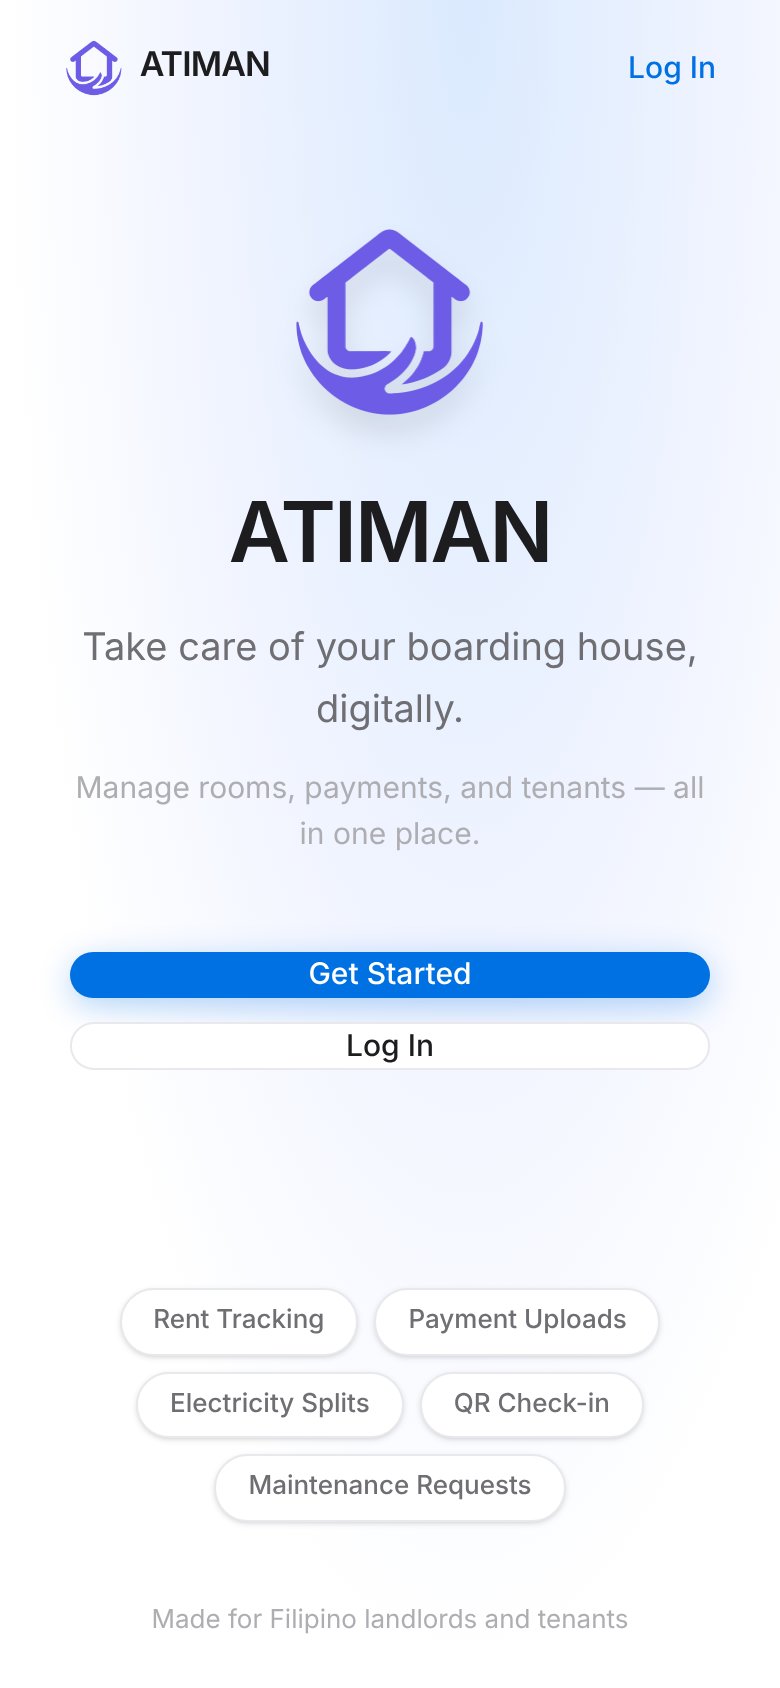 ATIMAN
Log In
ATIMAN
Take care of your boarding house,
digitally.
Manage rooms, payments, and tenants — all
in one place.
Get Started
Log In
Rent Tracking
Payment Uploads
Electricity Splits
QR Check-in
Maintenance Requests
Made for Filipino landlords and tenants